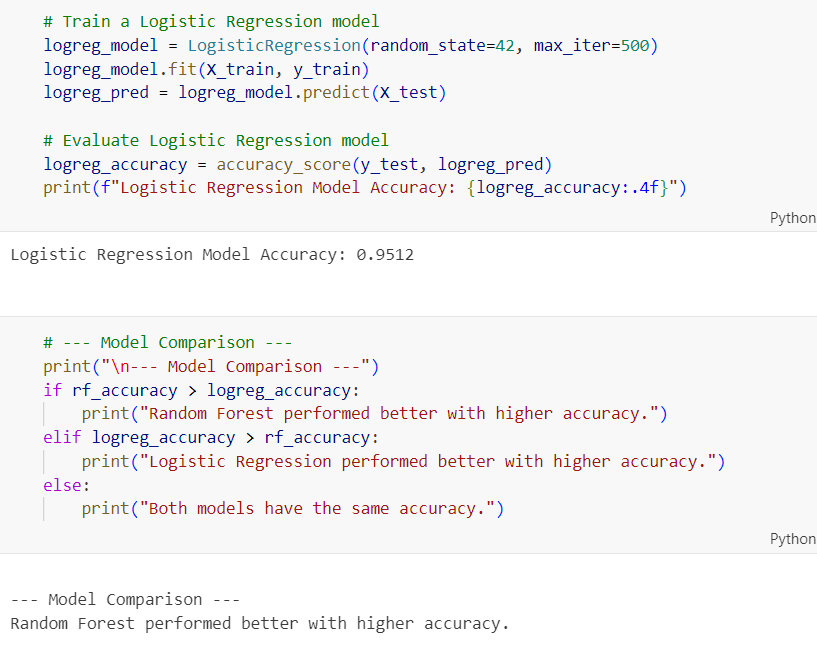 # Train a Logistic Regression model
logreg_model = LogisticRegression(random_state=42, max_iter=500)
logreg_model.fit(X_train, y_train)
logreg_pred = logreg_model.predict(X_test)
# Evaluate Logistic Regression model
logreg_accuracy = accuracy_score(y_test, logreg_pred)
print(f"Logistic Regression Model Accuracy: {logreg_accuracy:.4f}")
Python
Logistic Regression Model Accuracy: 0.9512
# --- Model Comparison ---
print("\n--- Model Comparison ---")
if rf_accuracy > logreg_accuracy:
    print("Random Forest performed better with higher accuracy.")
elif logreg_accuracy > rf_accuracy:
    print("Logistic Regression performed better with higher accuracy.")
else:
    print("Both models have the same accuracy.")
Python
--- Model Comparison ---
Random Forest performed better with higher accuracy.